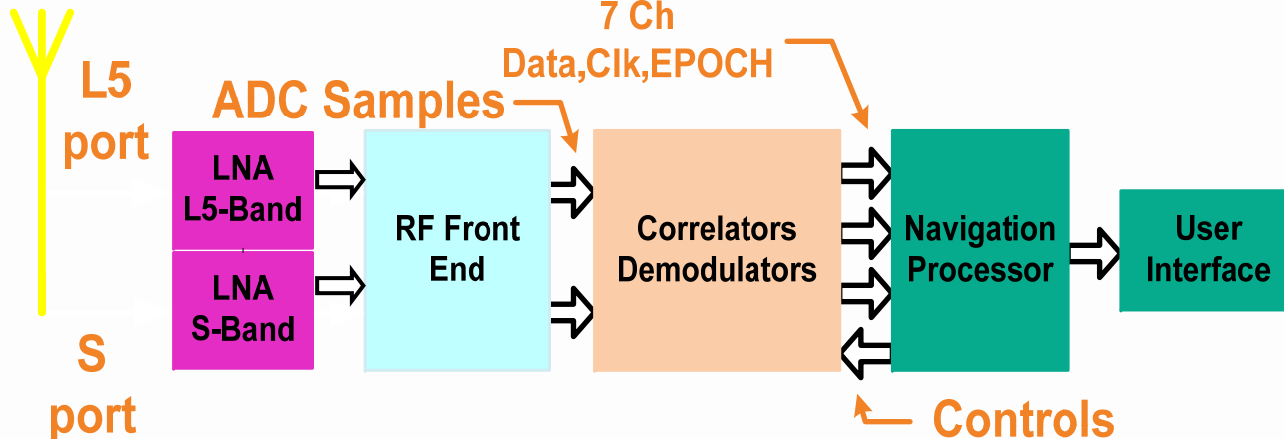 7 Ch
Data,Clk,EPOCH
L5
port
ADC Samples
LNA
L5-Band
LNA
S-Band
RF Front
End
Correlators
Demodulators
Navigation
Processor
User
Interface
S
port
Controls